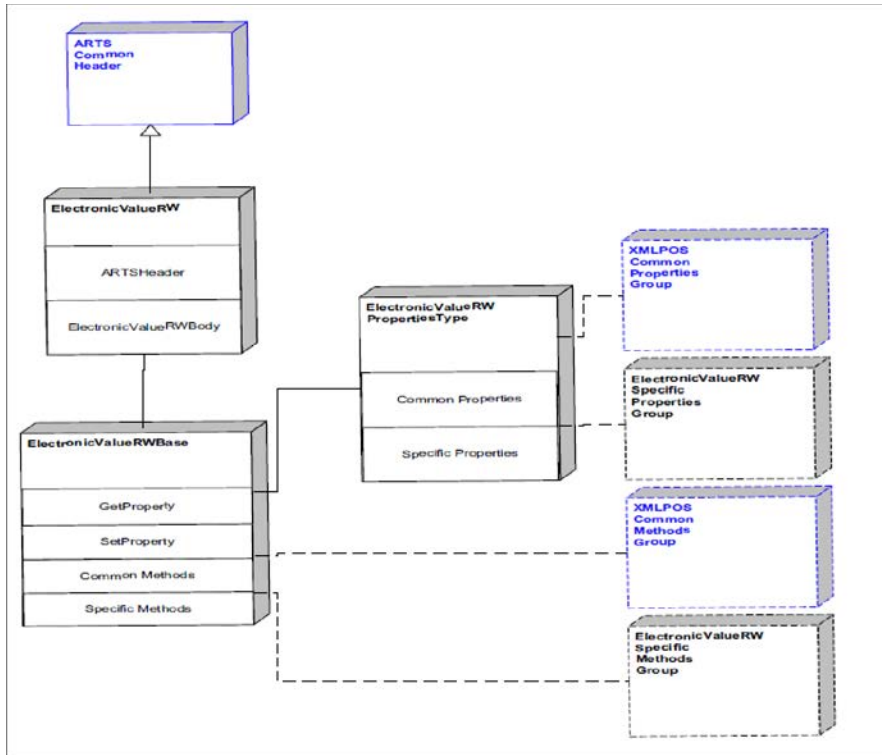 ARTS
Common
Header
ElectronicValueRW
ARTSHeader
ElectronicValueRWBody
ElectronicValueRWBase
GetProperty
SetProperty
Common Methods
Specific Methods
ElectronicValueRW
PropertiesType
Common Properties
Specific Properties
XMLPOS
Common
Properties
Group
ElectronicValueRW
Specific
Properties
Group
XMLPOS
Common
Methods
Group
ElectronicValueRW
Specific
Methods
Group